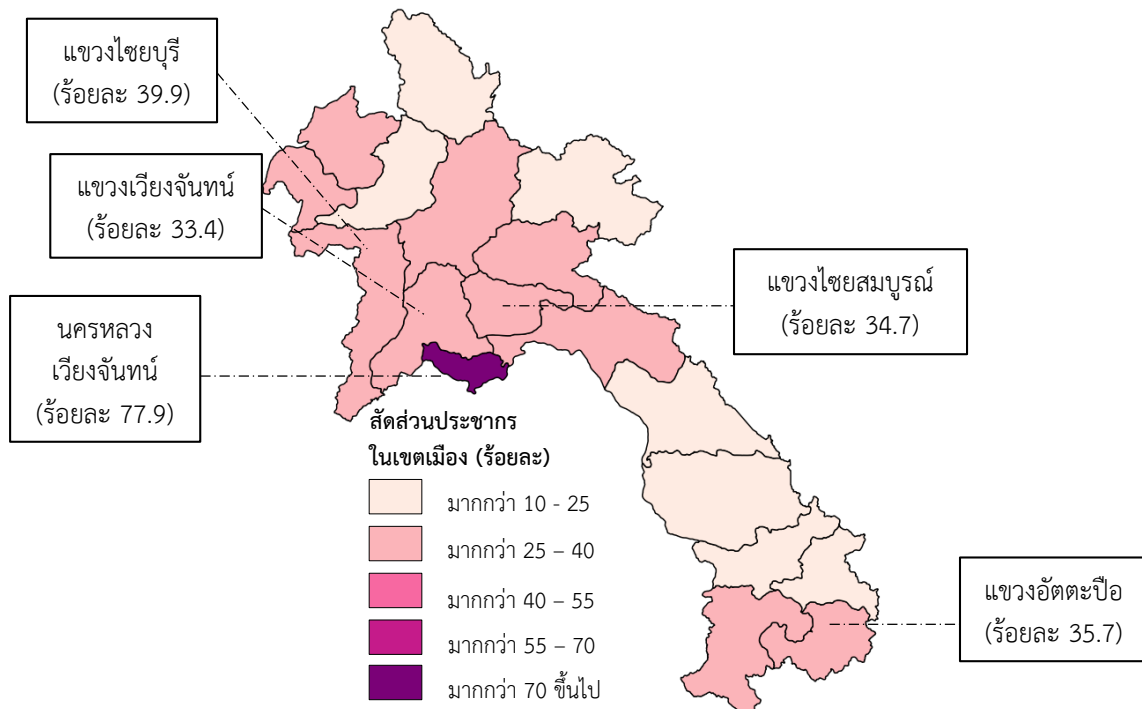 แขวงไซยบุรี
(ร้อยละ 39.9)
แขวงเวียงจันทน์
(ร้อยละ 33.4)
นครหลวง
เวียงจันทน์
(ร้อยละ 77.9)
แขวงไซยสมบูรณ์
(ร้อยละ 34.7)
แขวงอัตตะปือ
(ร้อยละ 35.7)
สัดส่วนประชากร
ในเขตเมือง (ร้อยละ)
มากกว่า 10 - 25
มากกว่า 25 – 40
มากกว่า 40 – 55
มากกว่า 55 – 70
มากกว่า 70 ขึ้นไป